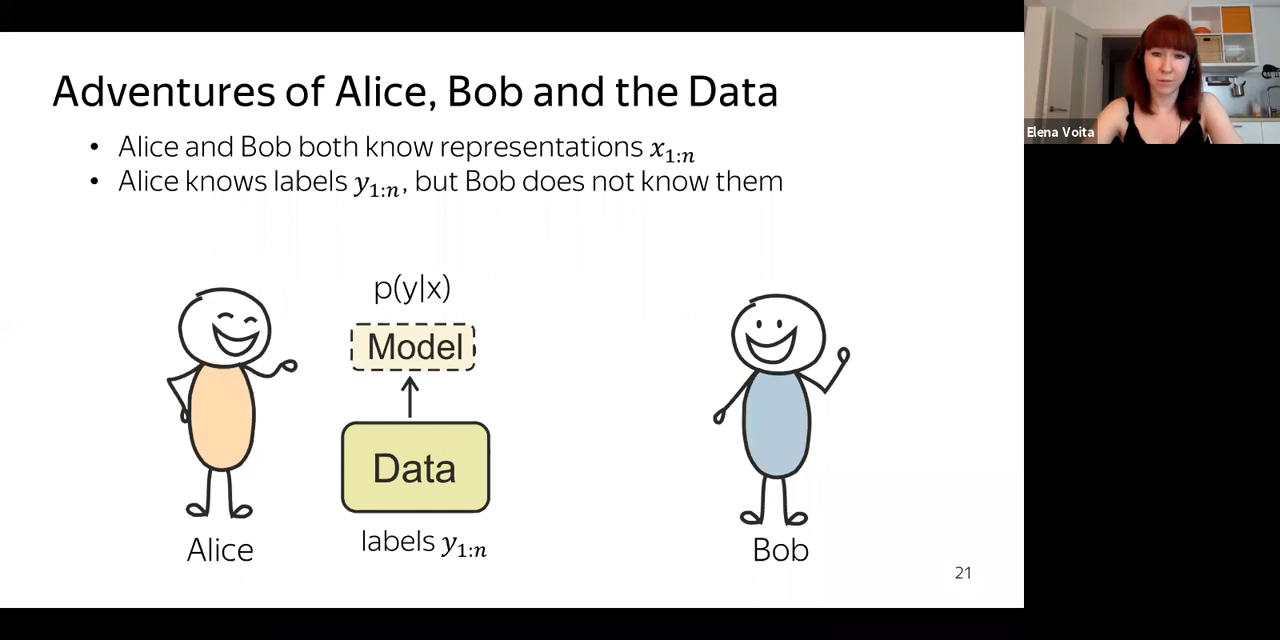 Adventures of Alice, Bob and the Data
• Alice and Bob both know representations x₁:ₙ
• Alice knows labels y₁:ₙ, but Bob does not know them
p(y|x)
Model
Data
labels y₁:ₙ
Alice
Bob
21
Elena Voita